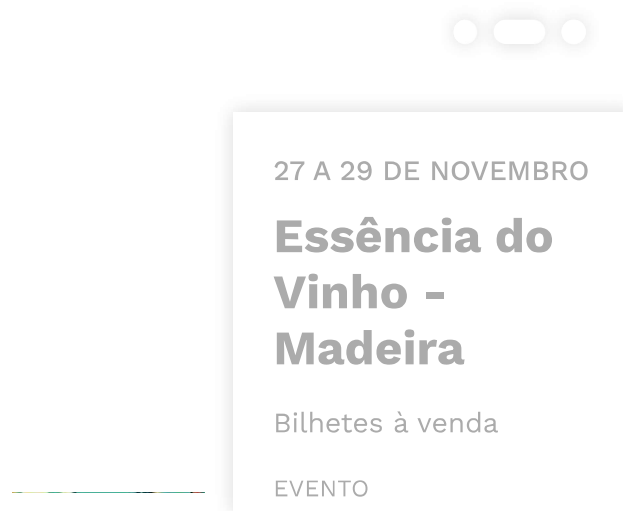 27 A 29 DE NOVEMBRO
Essência do
Vinho -
Madeira
Bilhetes à venda
EVENTO